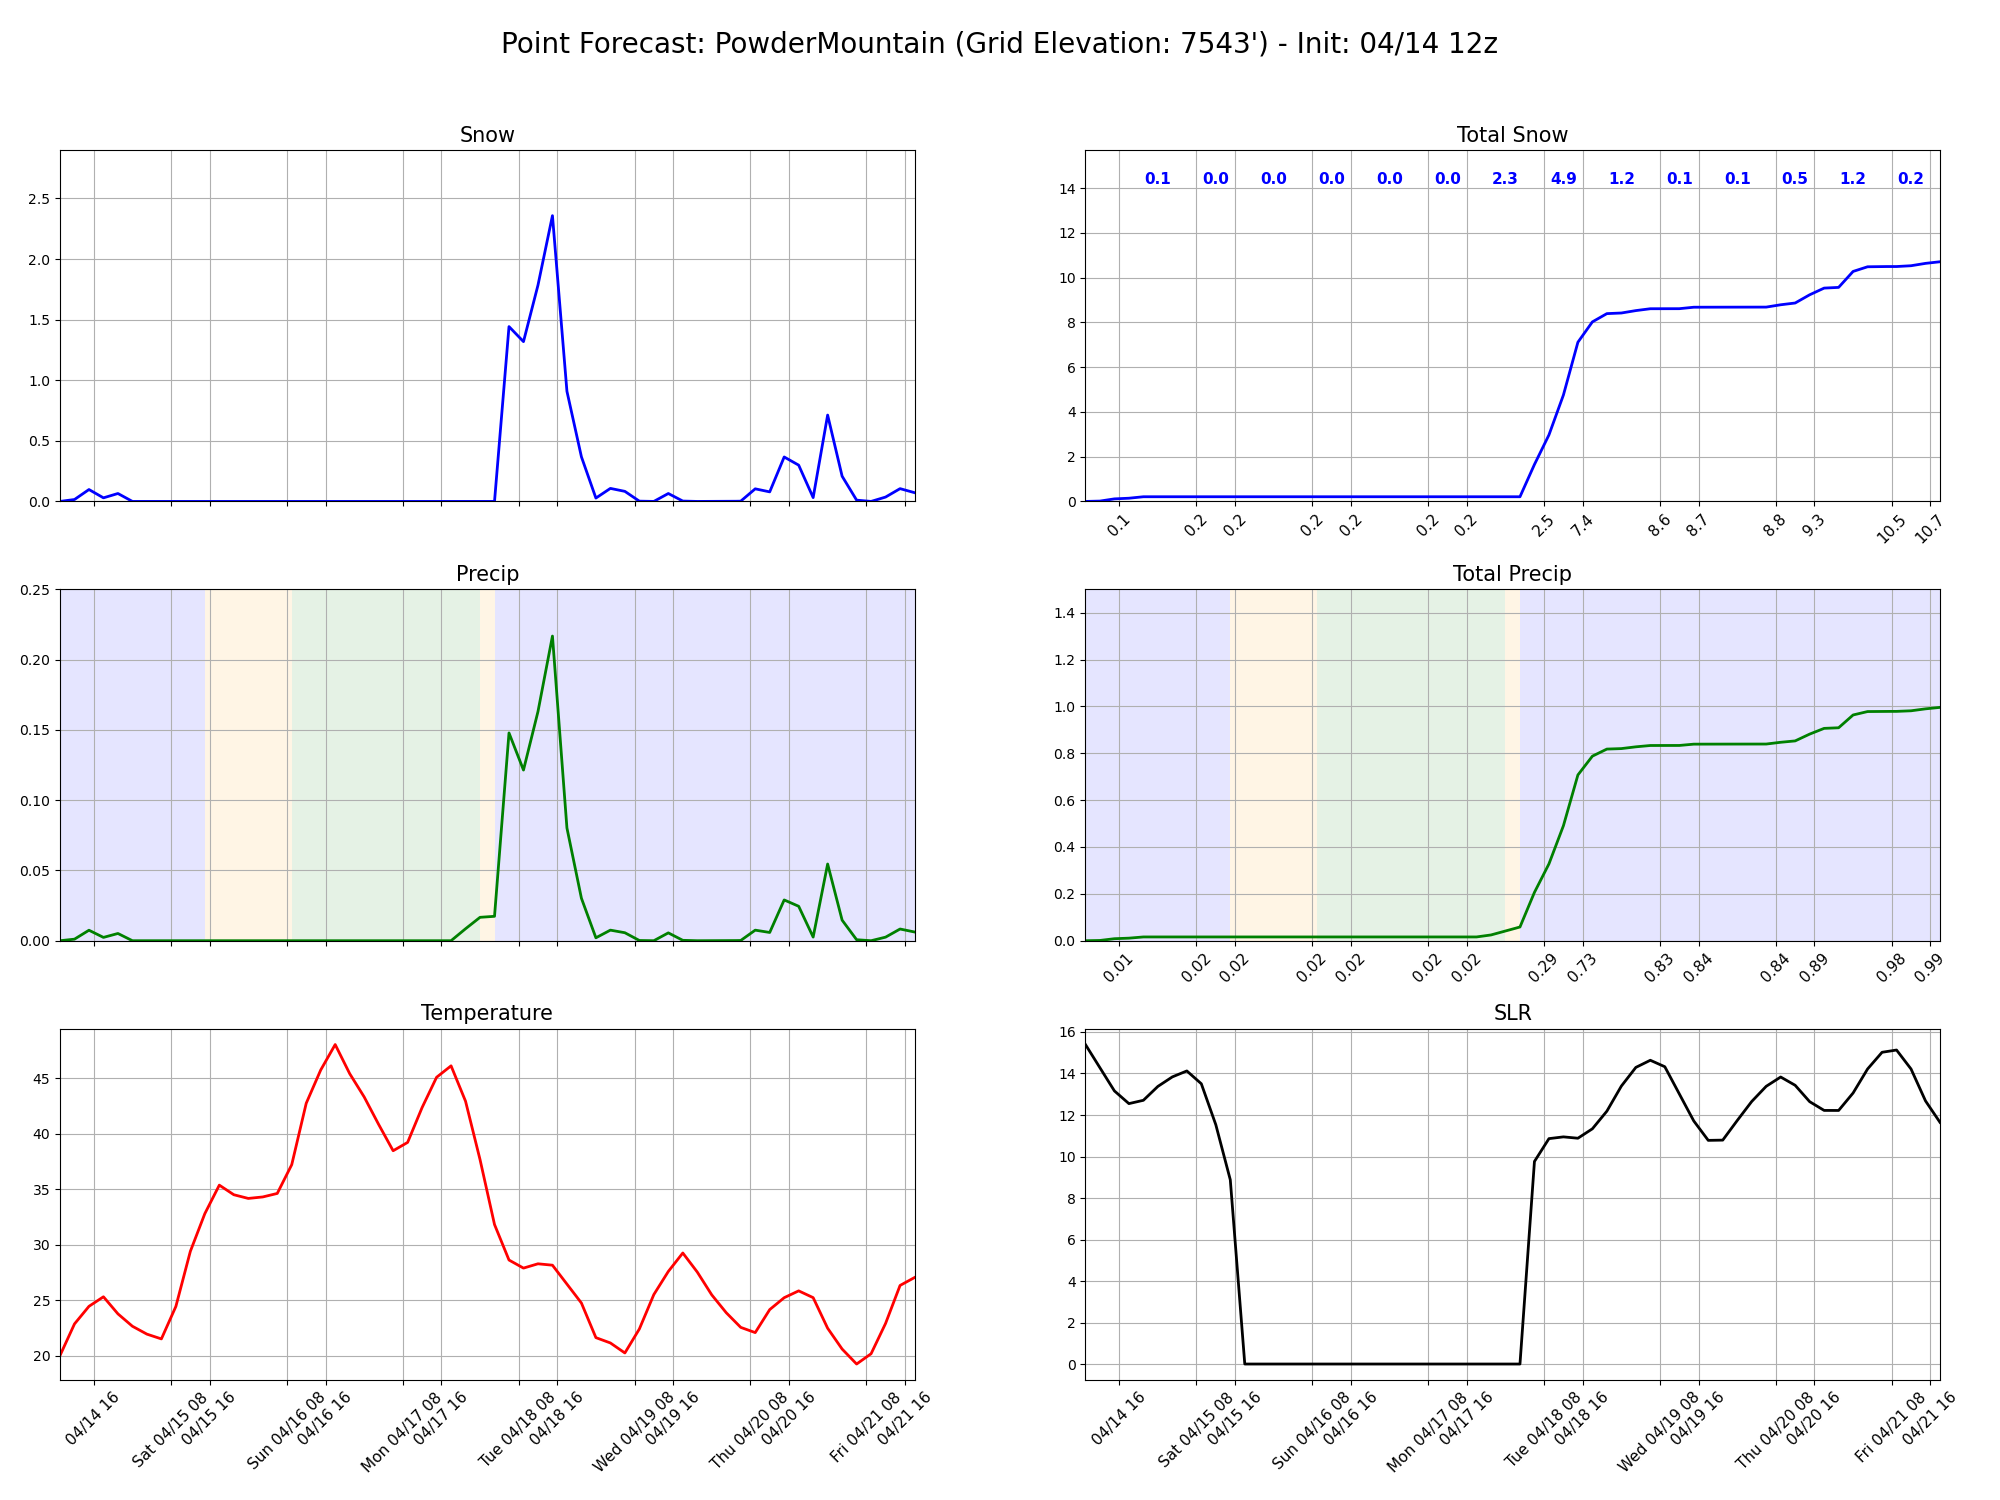 Point Forecast: PowderMountain (Grid Elevation: 7543') - Init: 04/14 12z
Snow
2.5
2.0
1.5
1.0
0.5
0.0
Total Snow
0.1 0.0 0.0 0.0 0.0 0.0 2.3 4.9 1.2 0.1 0.1 0.5 1.2 0.2
14
12
10
8
6
4
2
0
0.1 0.2 0.2 0.2 0.2 0.2 0.2 2.5 7.4 8.6 8.7 8.8 9.3 10.5 10.7
Precip
0.25
0.20
0.15
0.10
0.05
0.00
Total Precip
1.4
1.2
1.0
0.8
0.6
0.4
0.2
0.0
0.01 0.02 0.02 0.02 0.02 0.02 0.02 0.29 0.73 0.83 0.84 0.84 0.89 0.98 0.99
Temperature
45
40
35
30
25
20
04/14 16
Sat 04/15 08
04/15 16
Sun 04/16 08
04/16 16
Mon 04/17 08
04/17 16
Tue 04/18 08
04/18 16
Wed 04/19 08
04/19 16
Thu 04/20 08
04/20 16
Fri 04/21 08
04/21 16
SLR
16
14
12
10
8
6
4
2
0
04/14 16
Sat 04/15 08
04/15 16
Sun 04/16 08
04/16 16
Mon 04/17 08
04/17 16
Tue 04/18 08
04/18 16
Wed 04/19 08
04/19 16
Thu 04/20 08
04/20 16
Fri 04/21 08
04/21 16